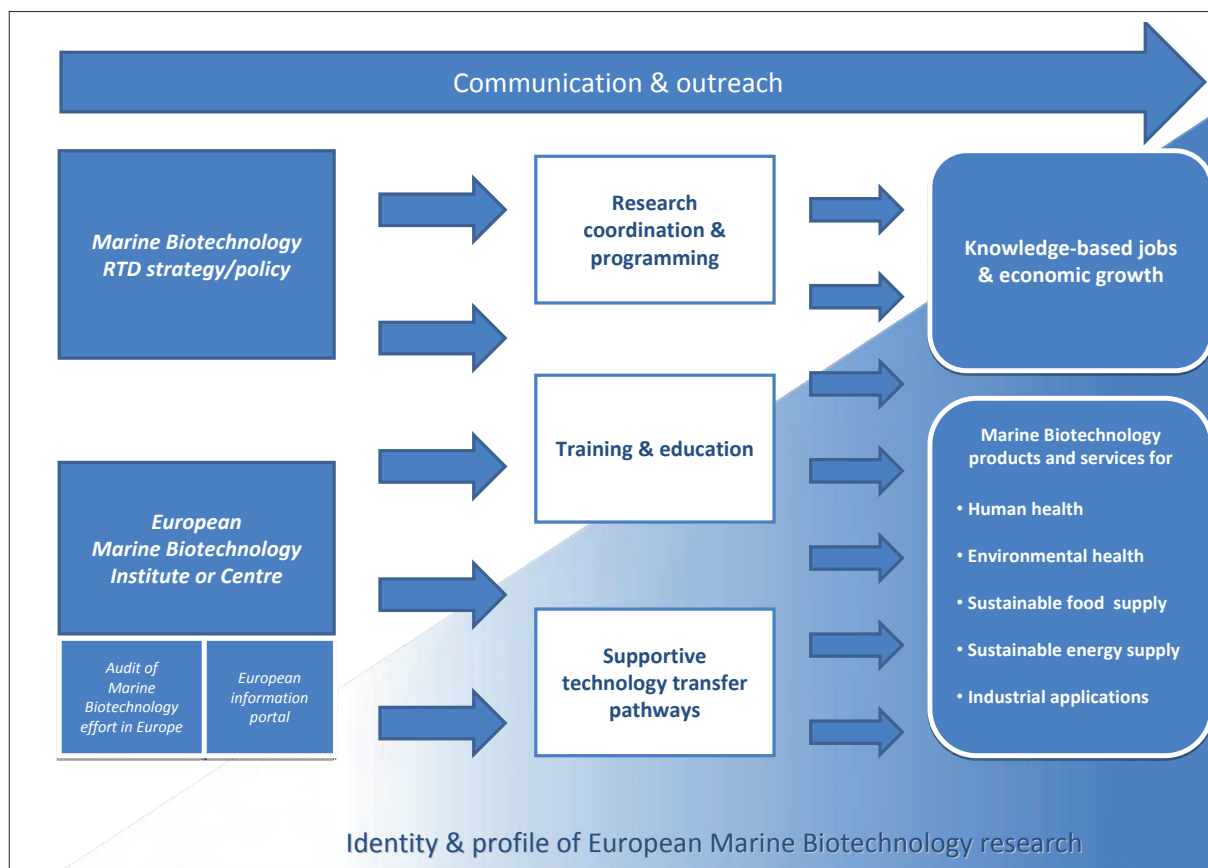 Communication & outreach
Marine Biotechnology
RTD strategy/policy
European
Marine Biotechnology
Institute or Centre
Audit of
Marine
Biotechnology
effort in Europe
European
information
portal
Research
coordination &
programming
Training & education
Supportive
technology transfer
pathways
Knowledge-based jobs
& economic growth
Marine Biotechnology
products and services for
• Human health
• Environmental health
• Sustainable food supply
• Sustainable energy supply
• Industrial applications
Identity & profile of European Marine Biotechnology research